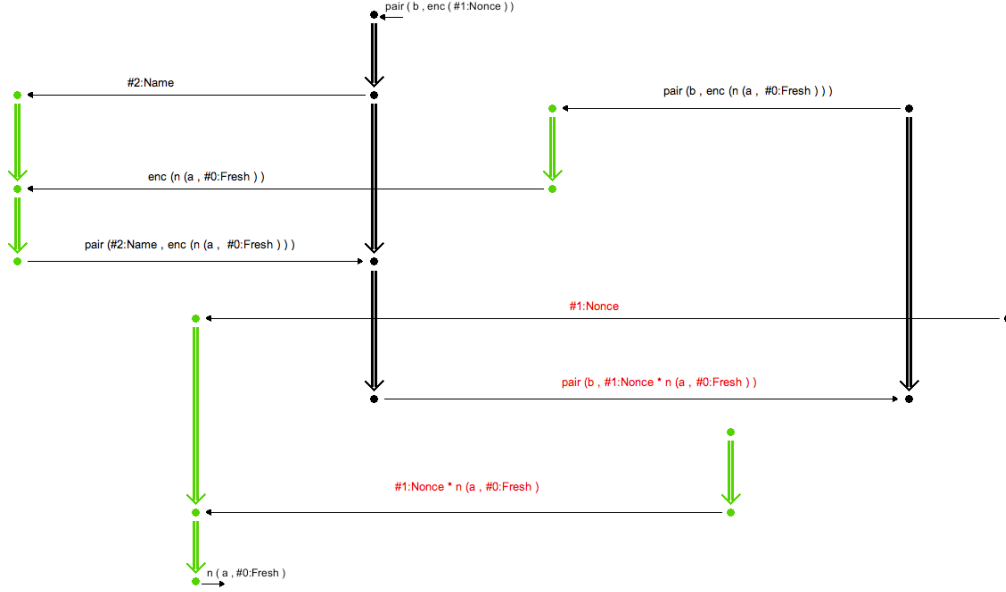 pair ( b , enc ( #1:Nonce ) )
#2:Name
pair (b , enc (n (a , #0:Fresh ) ) )
enc (n (a , #0:Fresh ) )
pair (#2:Name , enc (n (a , #0:Fresh ) ) )
#1:Nonce
pair (b , #1:Nonce * n (a , #0:Fresh ) )
#1:Nonce * n (a , #0:Fresh )
n ( a , #0:Fresh )